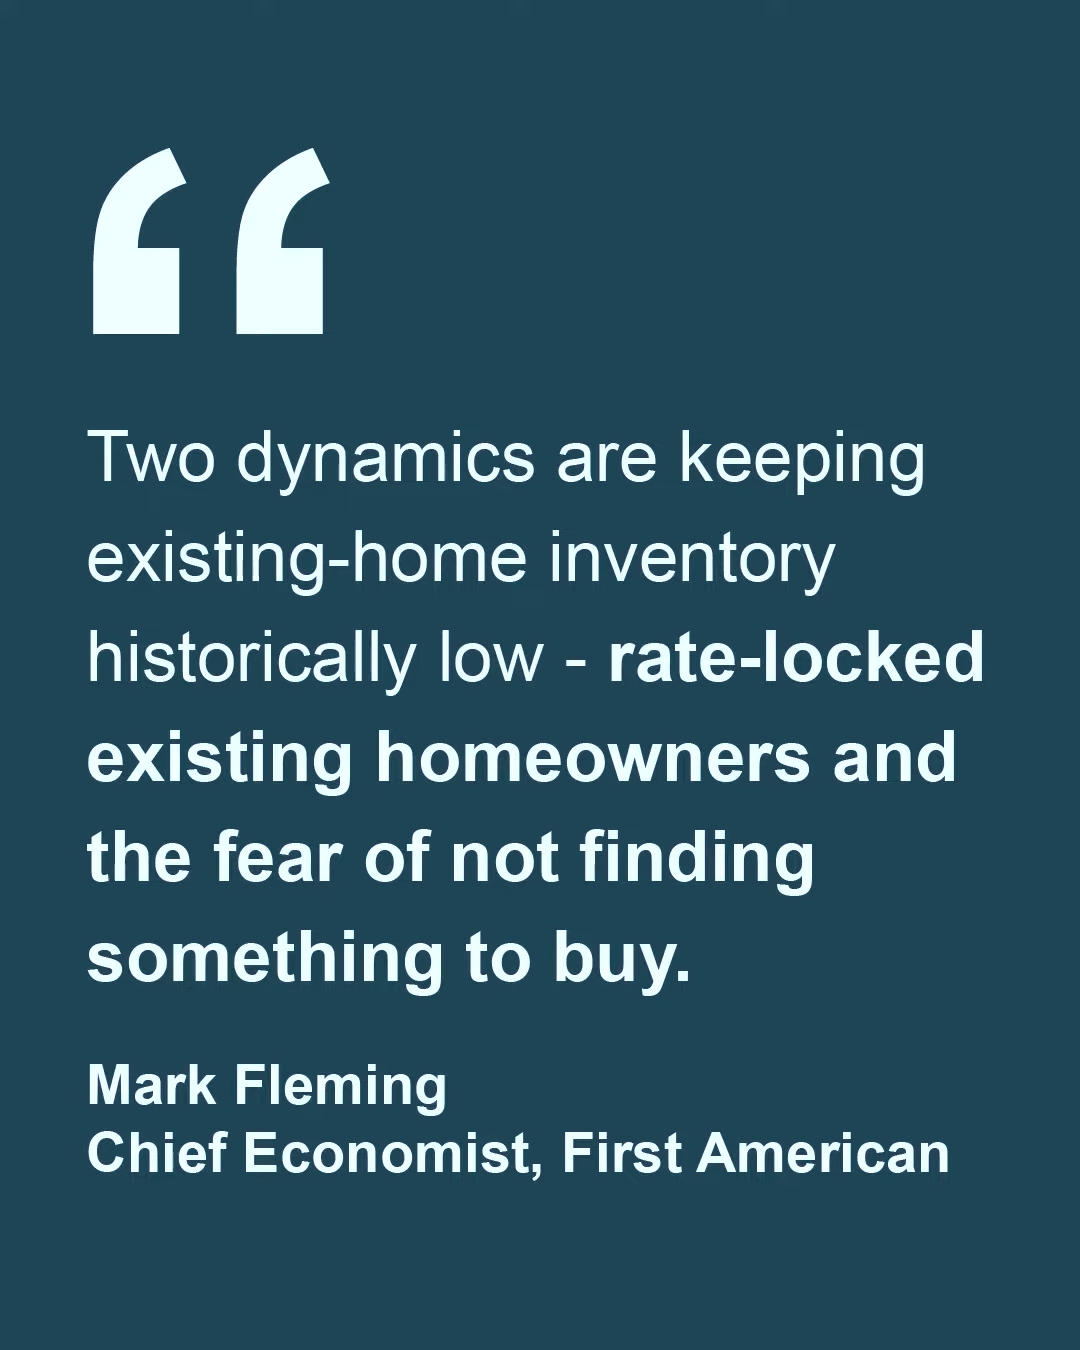 “
Two dynamics are keeping
existing-home inventory
historically low - rate-locked
existing homeowners and
the fear of not finding
something to buy.
Mark Fleming
Chief Economist, First American